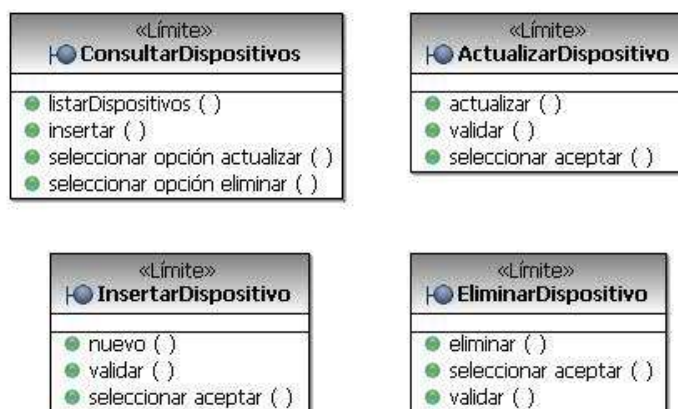 «Límite»
ConsultarDispositivos
listarDispositivos ( )
insertar ( )
seleccionar opción actualizar ( )
seleccionar opción eliminar ( )
«Límite»
ActualizarDispositivo
actualizar ( )
validar ( )
seleccionar aceptar ( )
«Límite»
InsertarDispositivo
nuevo ( )
validar ( )
seleccionar aceptar ( )
«Límite»
EliminarDispositivo
eliminar ( )
seleccionar aceptar ( )
validar ( )